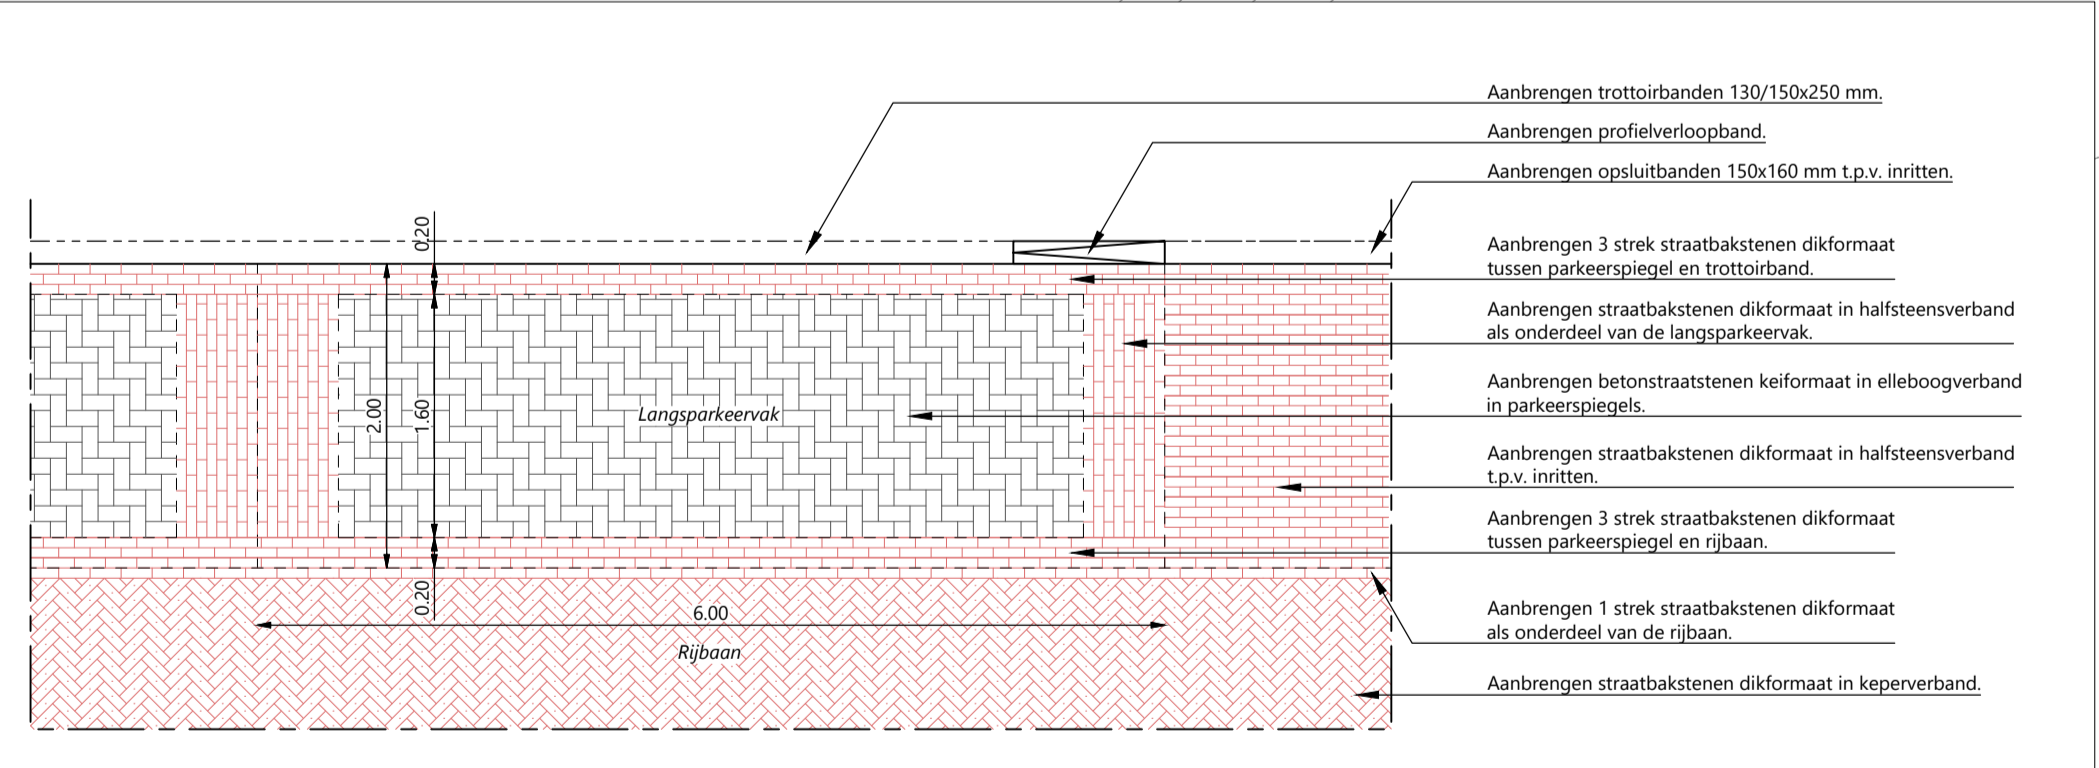 Aanbrengen trottoirbanden 130/150x250 mm.
Aanbrengen profielverloopband.
Aanbrengen opsluitbanden 150x160 mm t.p.v. inritten.
0.20
Aanbrengen 3 strek straatbakstenen dikformaat
tussen parkeerspiegel en trottoirband.
Aanbrengen straatbakstenen dikformaat in halfsteensverband
als onderdeel van de langsparkeervak.
2.00
1.60
Langsparkeervak
Aanbrengen betonstraatstenen keiformaat in elleboogverband
in parkeerspiegels.
Aanbrengen straatbakstenen dikformaat in halfsteensverband
t.p.v. inritten.
Aanbrengen 3 strek straatbakstenen dikformaat
tussen parkeerspiegel en rijbaan.
0.20
6.00
Rijbaan
Aanbrengen 1 strek straatbakstenen dikformaat
als onderdeel van de rijbaan.
Aanbrengen straatbakstenen dikformaat in keperverband.